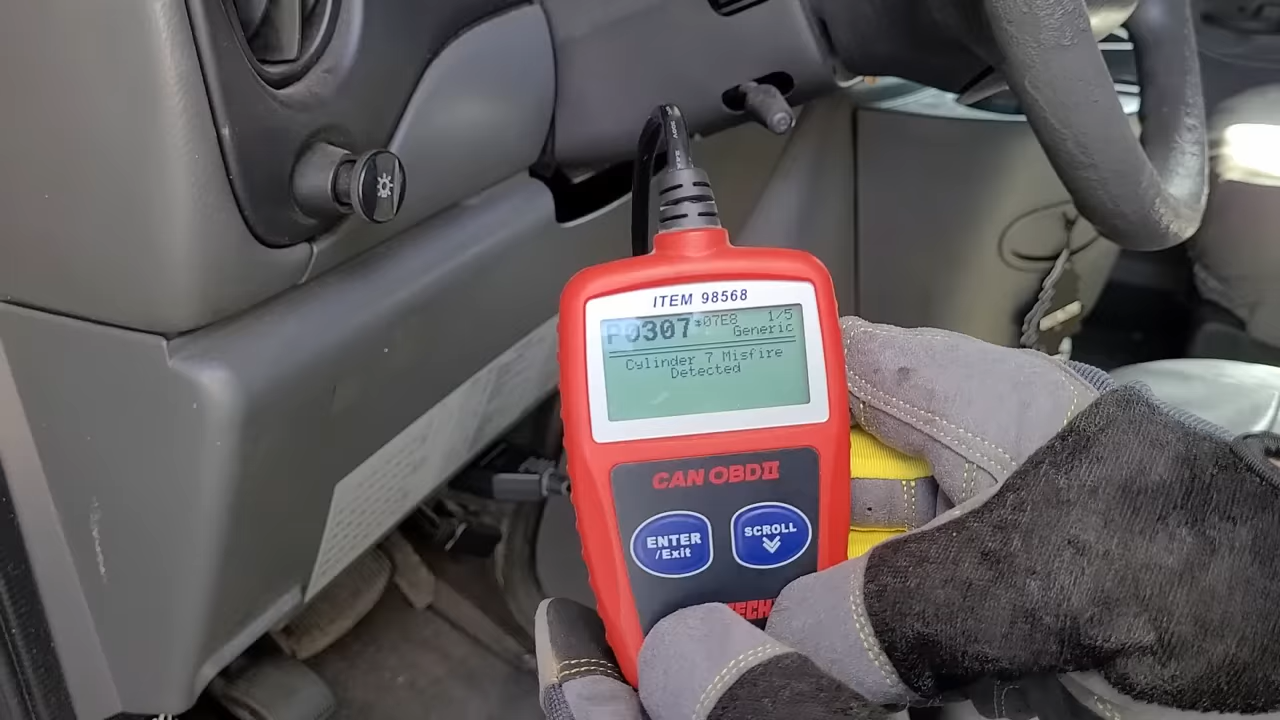 ITEM 98568
P0307 *07E8 1/5
Generic
Cylinder 7 Misfire
Detected
CAN OBDII
ENTER
/Exit
SCROLL